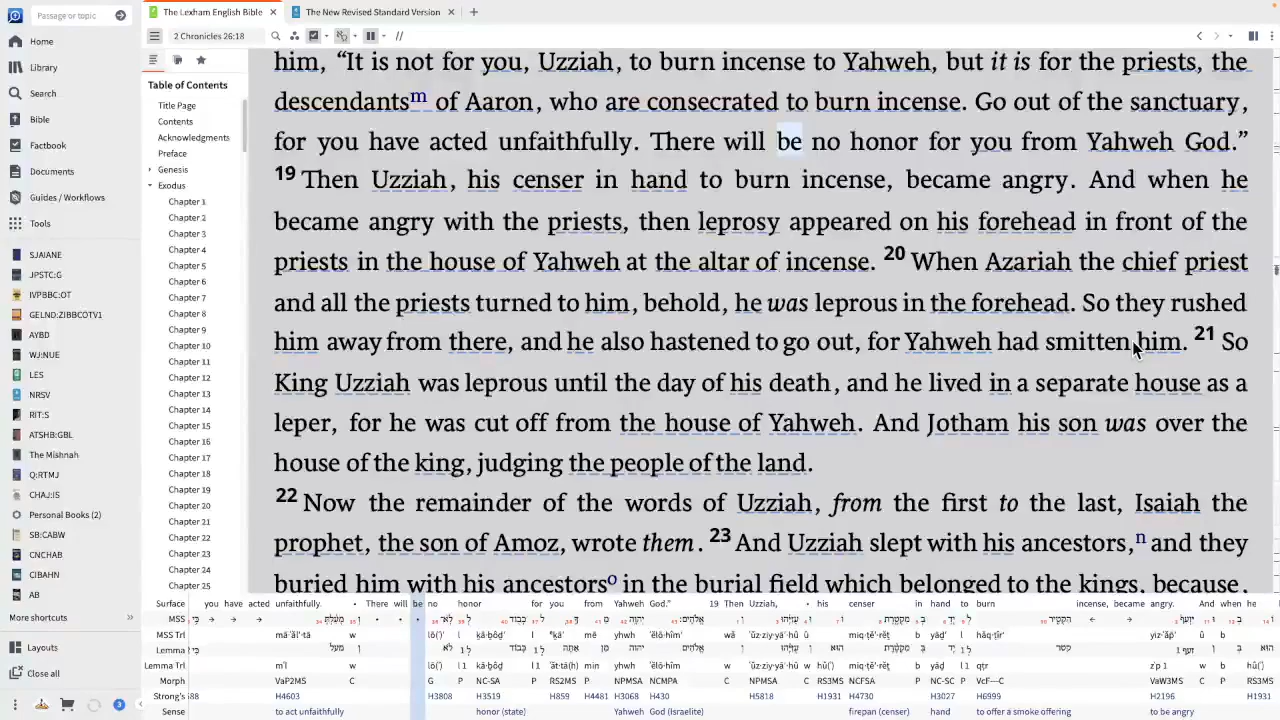 The Lexham English Bible
The New Revised Standard Version
Passage or topic
2 Chronicles 26:18
Home
Library
Search
Bible
Factbook
Documents
Guides / Workflows
Tools
SJAIANE
JPSTC:G
IVPBBC:OT
GELND:ZIBBCOTV1
AYBD
WJ:NUE
LES
NRSV
RIT:S
ATSHB:GBL
The Mishnah
Q:RTMJ
CHAJ:IS
Personal Books (2)
SB:CABW
CNCHAB
CIBAHN
AB
More shortcuts
Layouts
Close all
3
Table of Contents
Title Page
Contents
Acknowledgments
Preface
Genesis
Exodus
Chapter 1
Chapter 2
Chapter 3
Chapter 4
Chapter 5
Chapter 6
Chapter 7
Chapter 8
Chapter 9
Chapter 10
Chapter 11
Chapter 12
Chapter 13
Chapter 14
Chapter 15
Chapter 16
Chapter 17
Chapter 18
Chapter 19
Chapter 20
Chapter 21
Chapter 22
Chapter 23
Chapter 24
Chapter 25
him, “It is not for you, Uzziah, to burn incense to Yahweh, but it is for the priests, the
descendantsm of Aaron, who are consecrated to burn incense. Go out of the sanctuary,
for you have acted unfaithfully. There will be no honor for you from Yahweh God.”
19 Then Uzziah, his censer in hand to burn incense, became angry. And when he
became angry with the priests, then leprosy appeared on his forehead in front of the
priests in the house of Yahweh at the altar of incense. 20 When Azariah the chief priest
and all the priests turned to him, behold, he was leprous in the forehead. So they rushed
him away from there, and he also hastened to go out, for Yahweh had smitten him. 21 So
King Uzziah was leprous until the day of his death, and he lived in a separate house as a
leper, for he was cut off from the house of Yahweh. And Jotham his son was over the
house of the king, judging the people of the land.
22 Now the remainder of the words of Uzziah, from the first to the last, Isaiah the
prophet, the son of Amoz, wrote them. 23 And Uzziah slept with his ancestors,n and they
buried him with his ancestorso in the burial field which belonged to the kings, because,
Surface you have acted unfaithfully. There will be no honor for you from Yahweh God.” 19 Then Uzziah, his censer in hand to burn incense, became angry. And when he
MSS
MSS Trl
Lemma
Lemma Trl
Morph VaP2MS C G P NC-SA P RS2MS P NPMSA NCMPA C NPMSA C RS3MS NCFSA P NC-SC P VcF---C VaW3MS C P RS3MS
Strong's H4603 H3808 H3519 H859 H4481 H3068 H430 H5818 H1931 H4730 H3027 H6999 H2196 H1931
Sense to act unfaithfully honor (state) Yahweh God (Israelite) firepan (censer) hand to offer a smoke offering to be angry